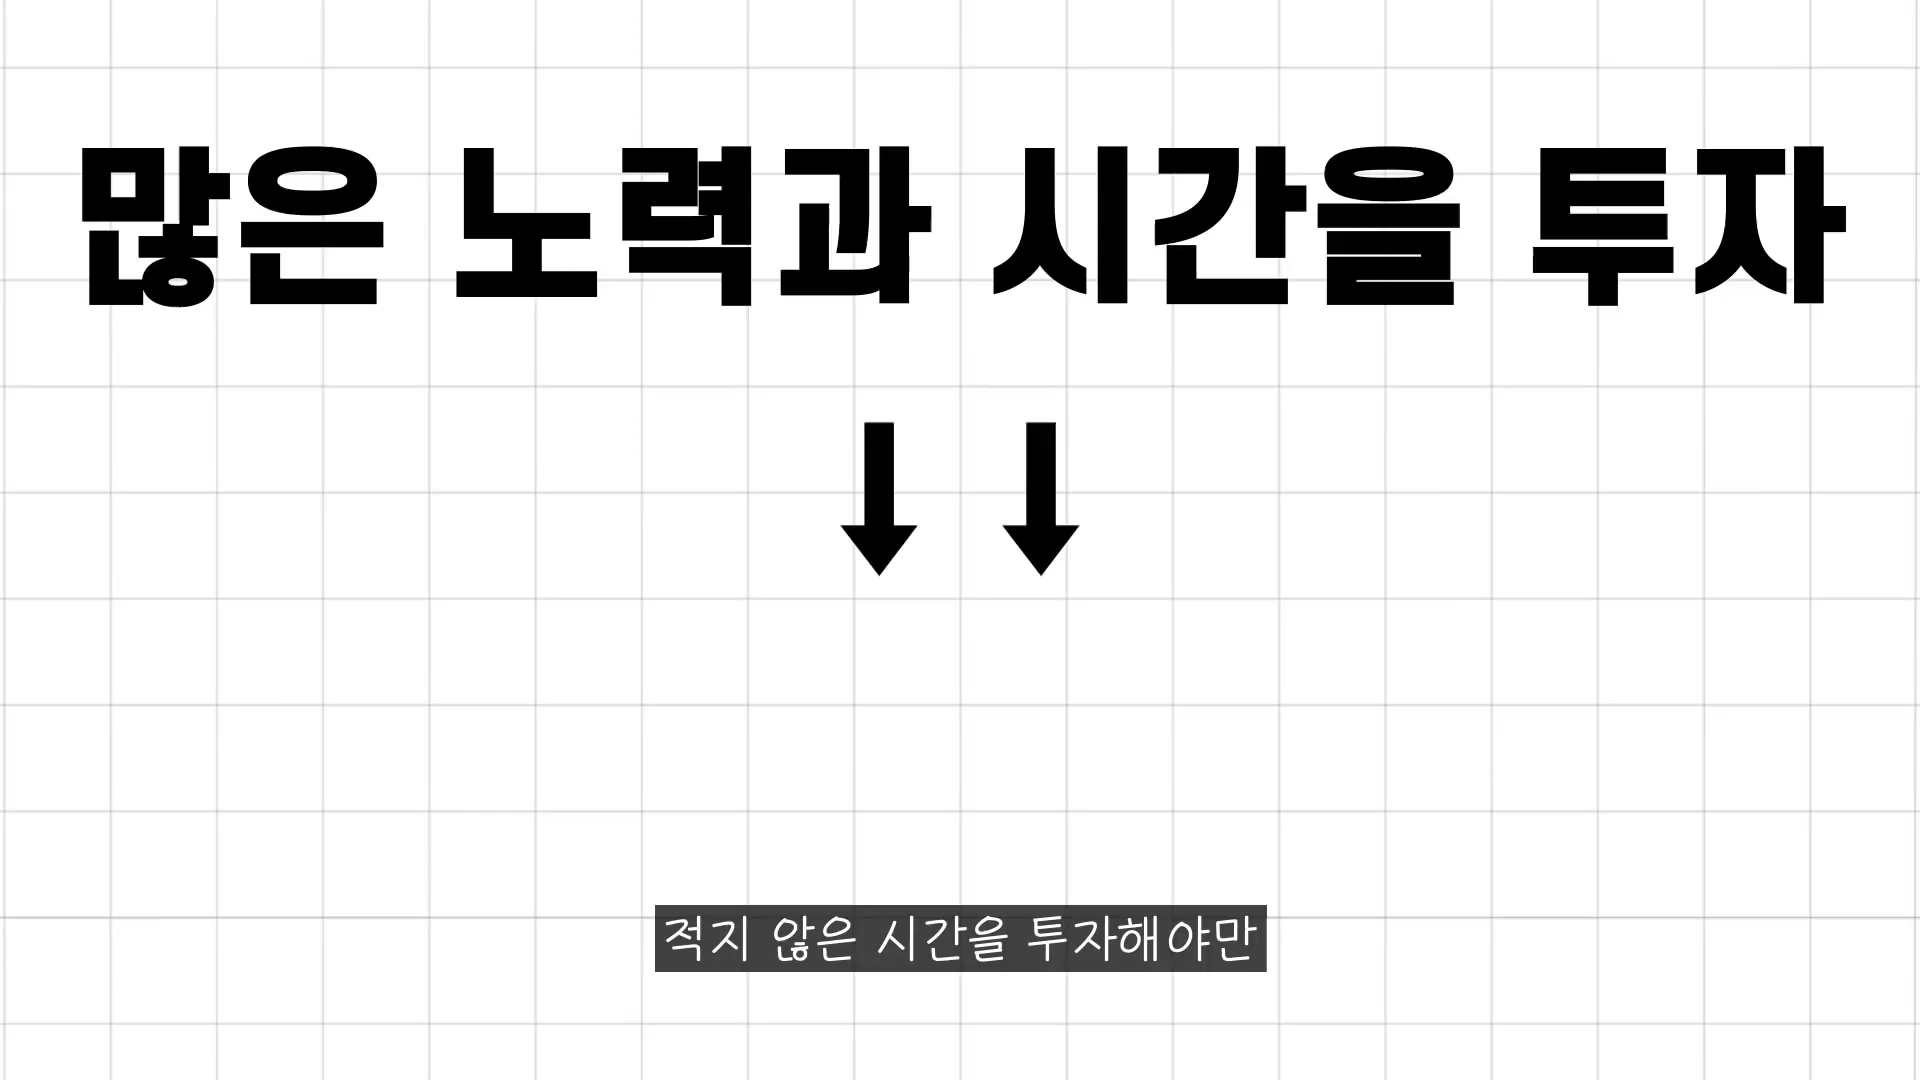 많은 노력과 시간을 투자
↓ ↓
적지 않은 시간을 투자해야만